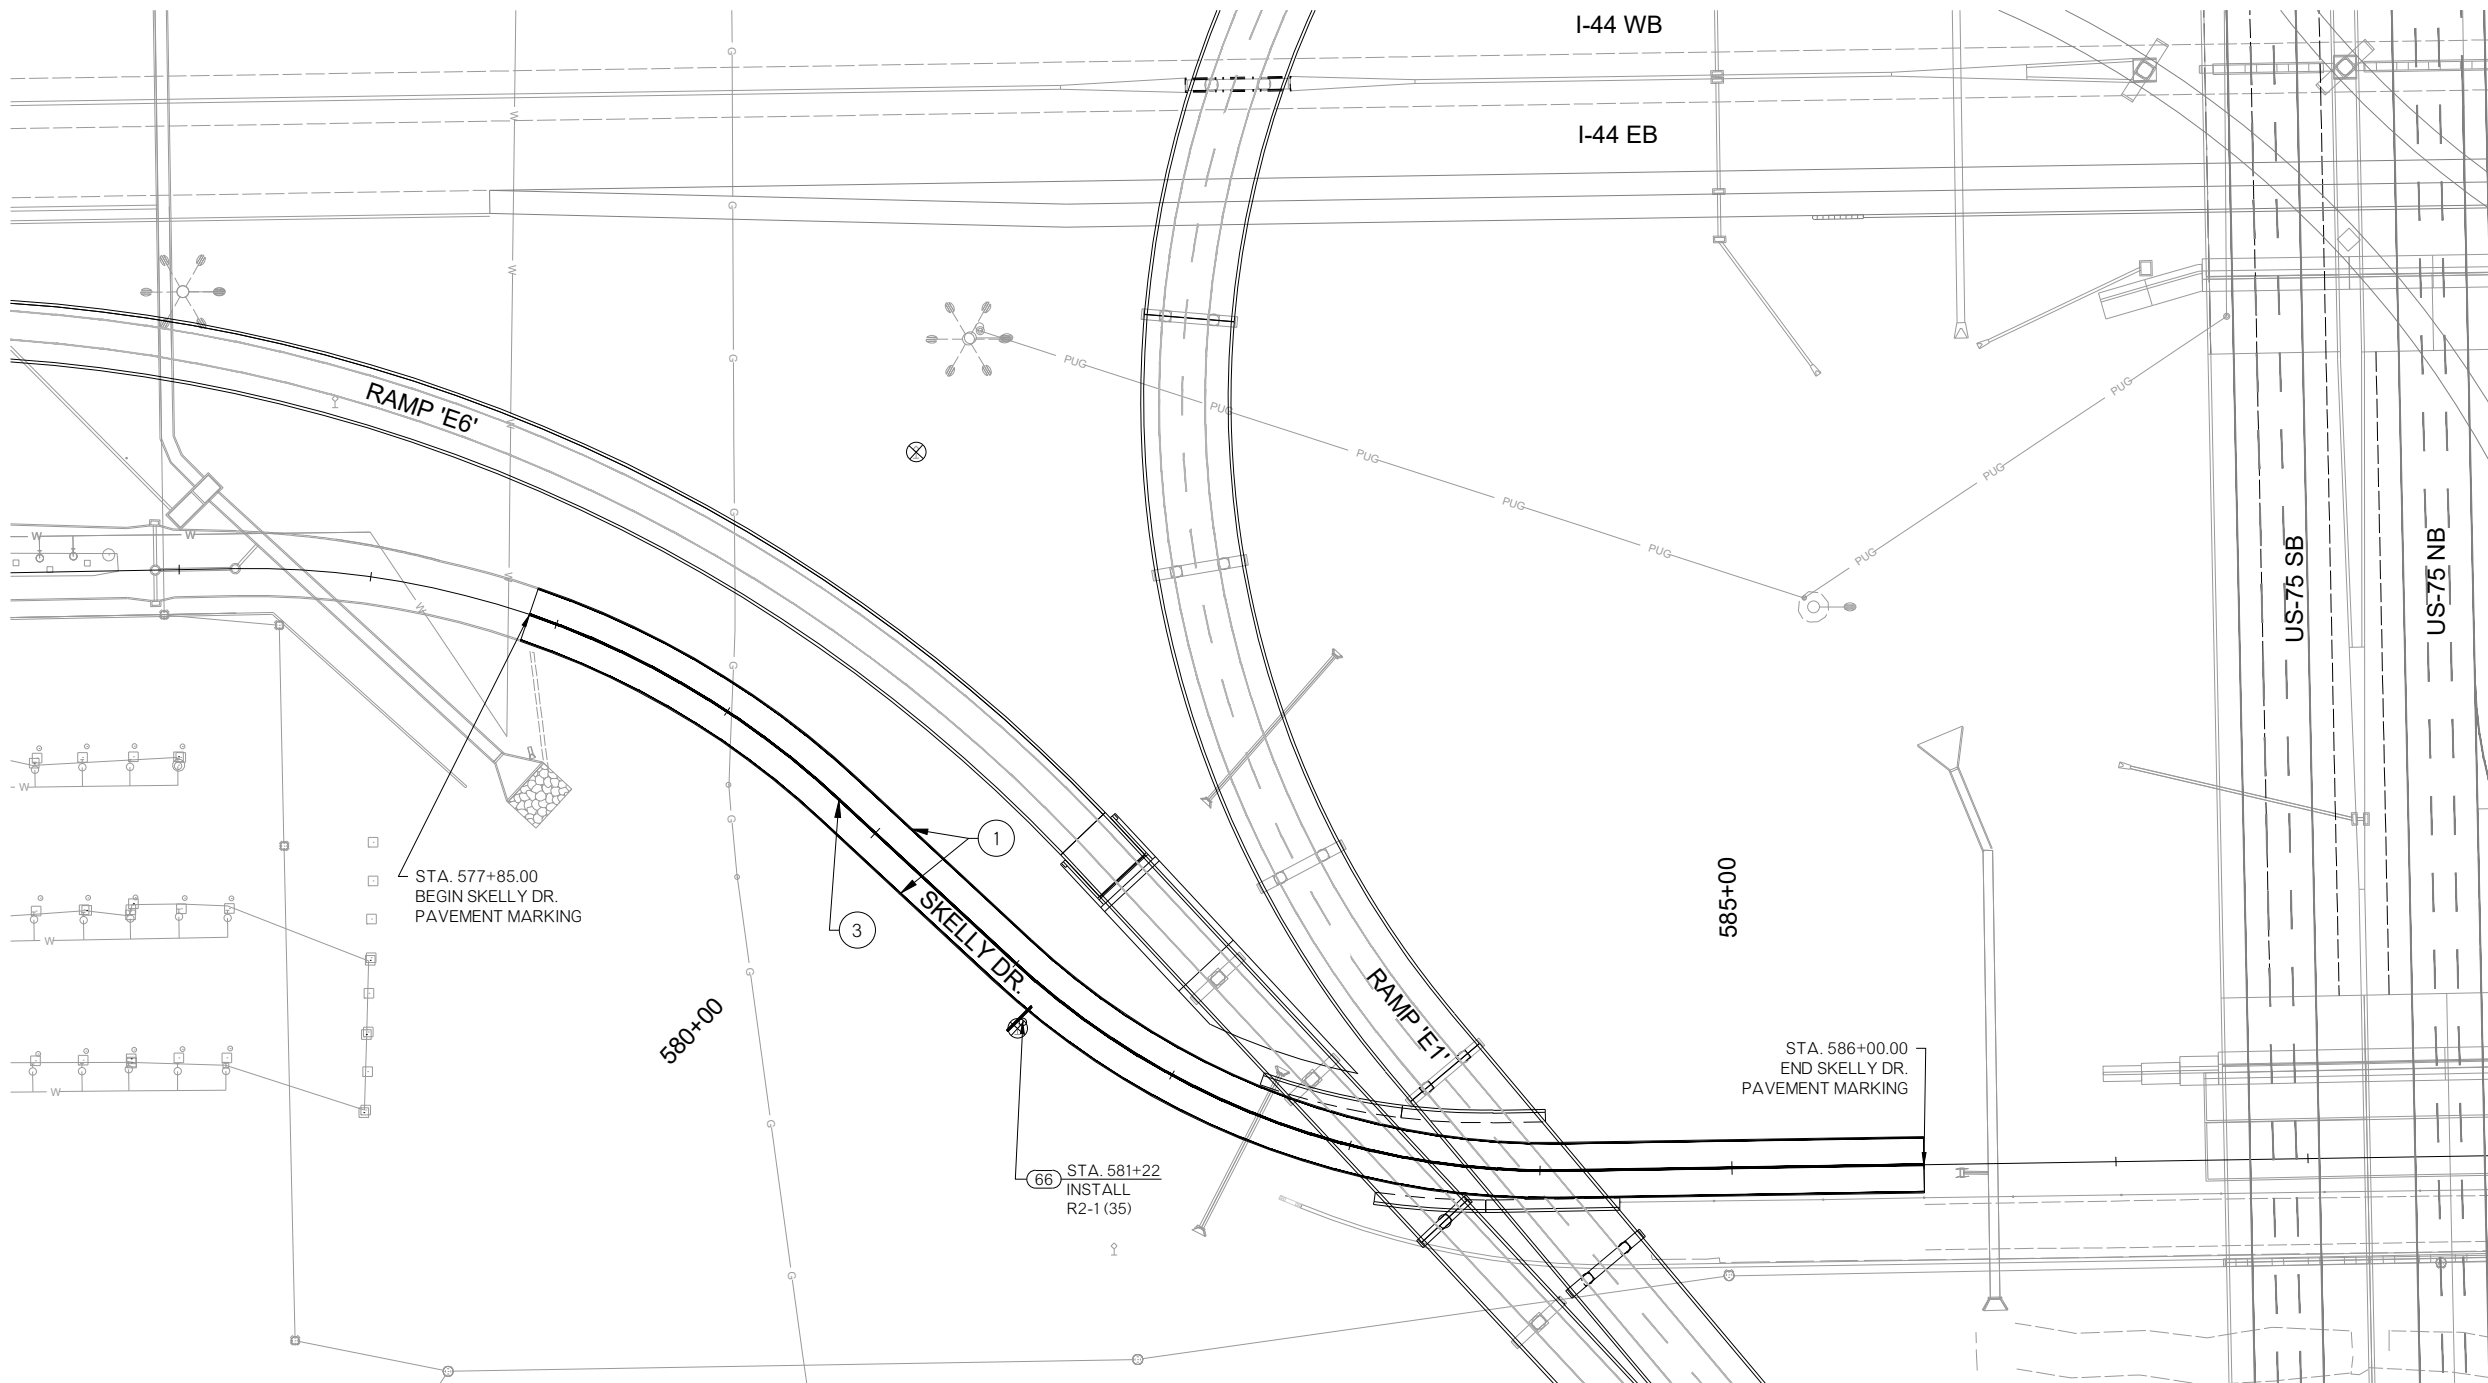 I-44 WB
I-44 EB
W
G
W
G
W
G
PUG
PUG
PUG
RAMP 'E6'
W
PUG
PUG
PUG
PUG
PUG
G
W
W
W
W
US-75 SB
US-75 NB
G
W
G
1
STA. 577+85.00
BEGIN SKELLY DR.
PAVEMENT MARKING
3
585+00
W
SKELLY DR.
G
580+00
RAMP 'E1'
STA. 586+00.00
END SKELLY DR.
PAVEMENT MARKING
W
G
66
STA. 581+22
INSTALL
R2-1 (35)
G